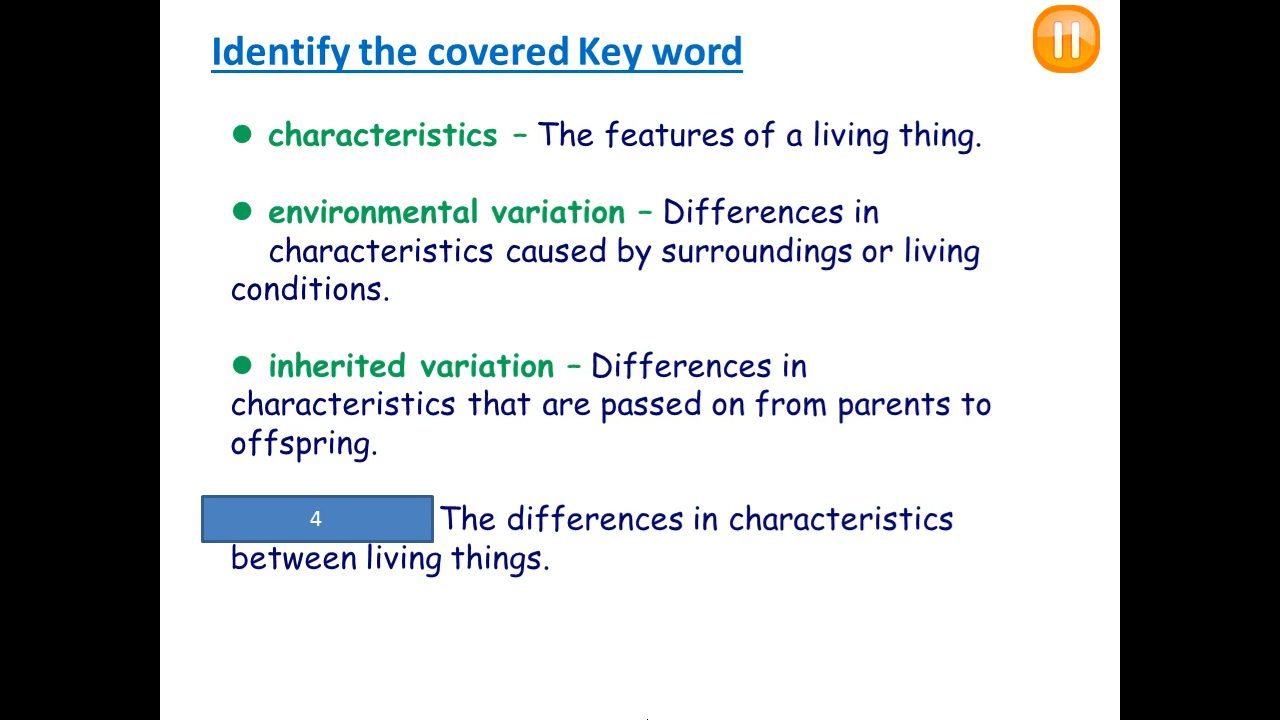 Identify the covered Key word
● characteristics – The features of a living thing.
● environmental variation – Differences in
characteristics caused by surroundings or living
conditions.
● inherited variation – Differences in
characteristics that are passed on from parents to
offspring.
4 The differences in characteristics
between living things.